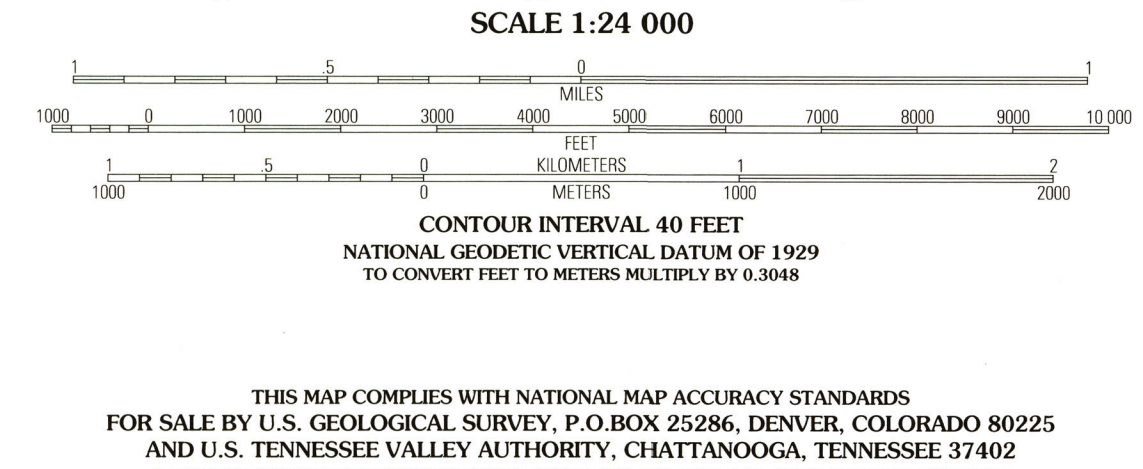 SCALE 1:24 000
1 .5 0 1
MILES
1000 0 1000 2000 3000 4000 5000 6000 7000 8000 9000 10 000
FEET
1 .5 0 KILOMETERS 1 2
1000 0 METERS 1000 2000
CONTOUR INTERVAL 40 FEET
NATIONAL GEODETIC VERTICAL DATUM OF 1929
TO CONVERT FEET TO METERS MULTIPLY BY 0.3048
THIS MAP COMPLIES WITH NATIONAL MAP ACCURACY STANDARDS
FOR SALE BY U.S. GEOLOGICAL SURVEY, P.O.BOX 25286, DENVER, COLORADO 80225
AND U.S. TENNESSEE VALLEY AUTHORITY, CHATTANOOGA, TENNESSEE 37402